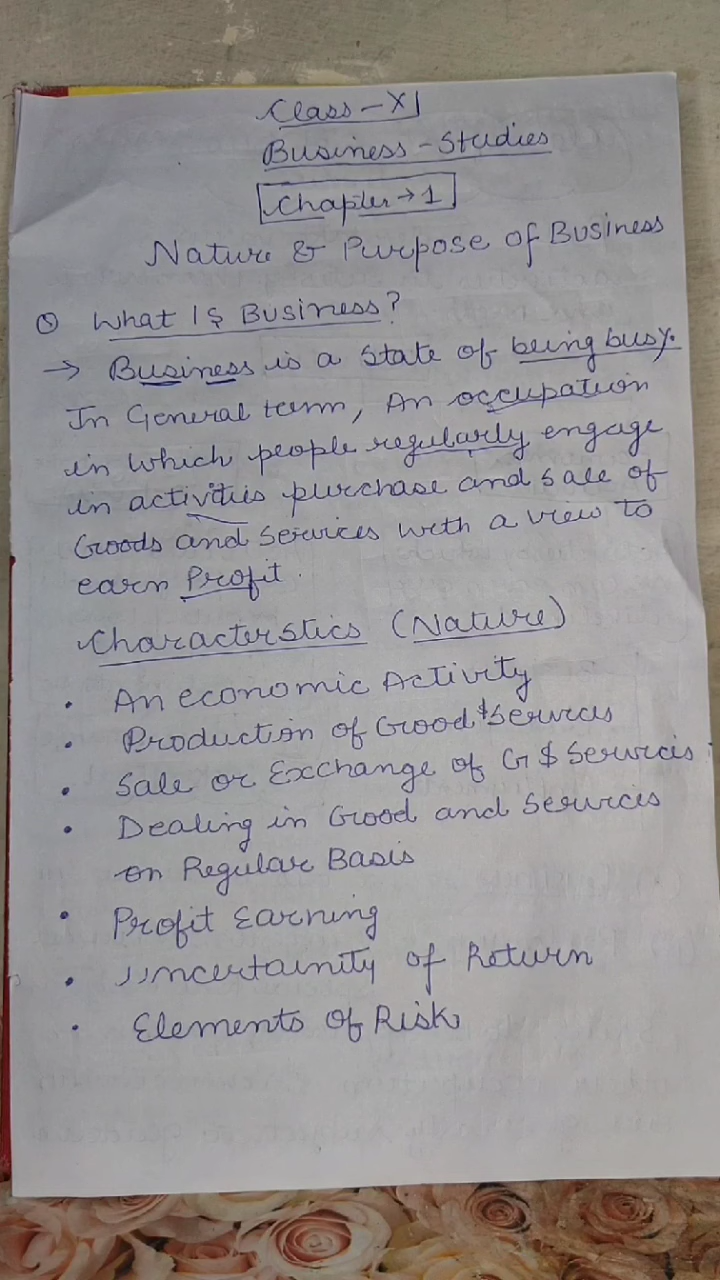 Class-XI
Business-Studies
Chapter→1
Nature & Purpose of Business
What Is Business?
→ Business is a State of being busy.
In General term, An occupation
in which people regularly engage
in activities purchase and sale of
Goods and Services with a view to
earn Profit.
Characterstics (Nature)
• An economic Activity
• Production of Good & Services
• Sale or Exchange of G & Services
• Dealing in Good and Services
on Regular Basis
• Profit Earning
• Uncertainity of Return
• Elements of Risk